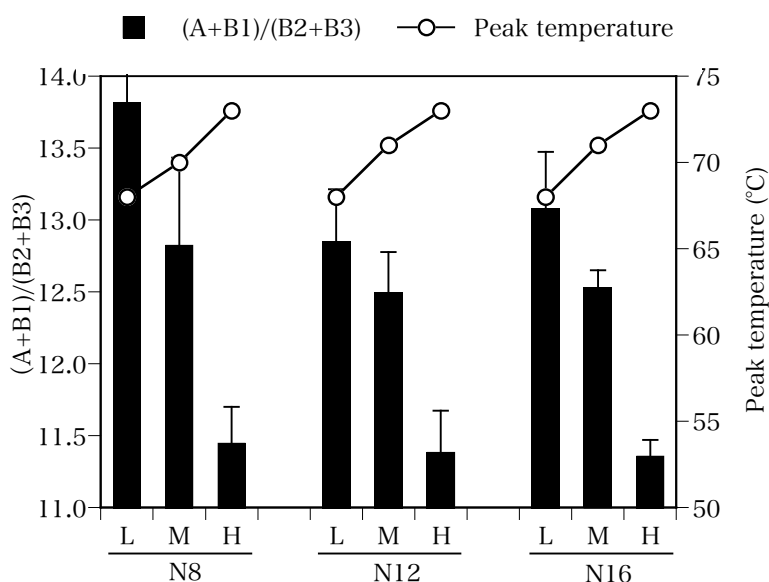 (A+B1)/(B2+B3) Peak temperature
14.0 75
13.5 70
13.0 65
12.5 60
12.0 55
11.5
11.0 50
(A+B1)/(B2+B3)
Peak temperature (℃)
L M H L M H L M H
N8 N12 N16